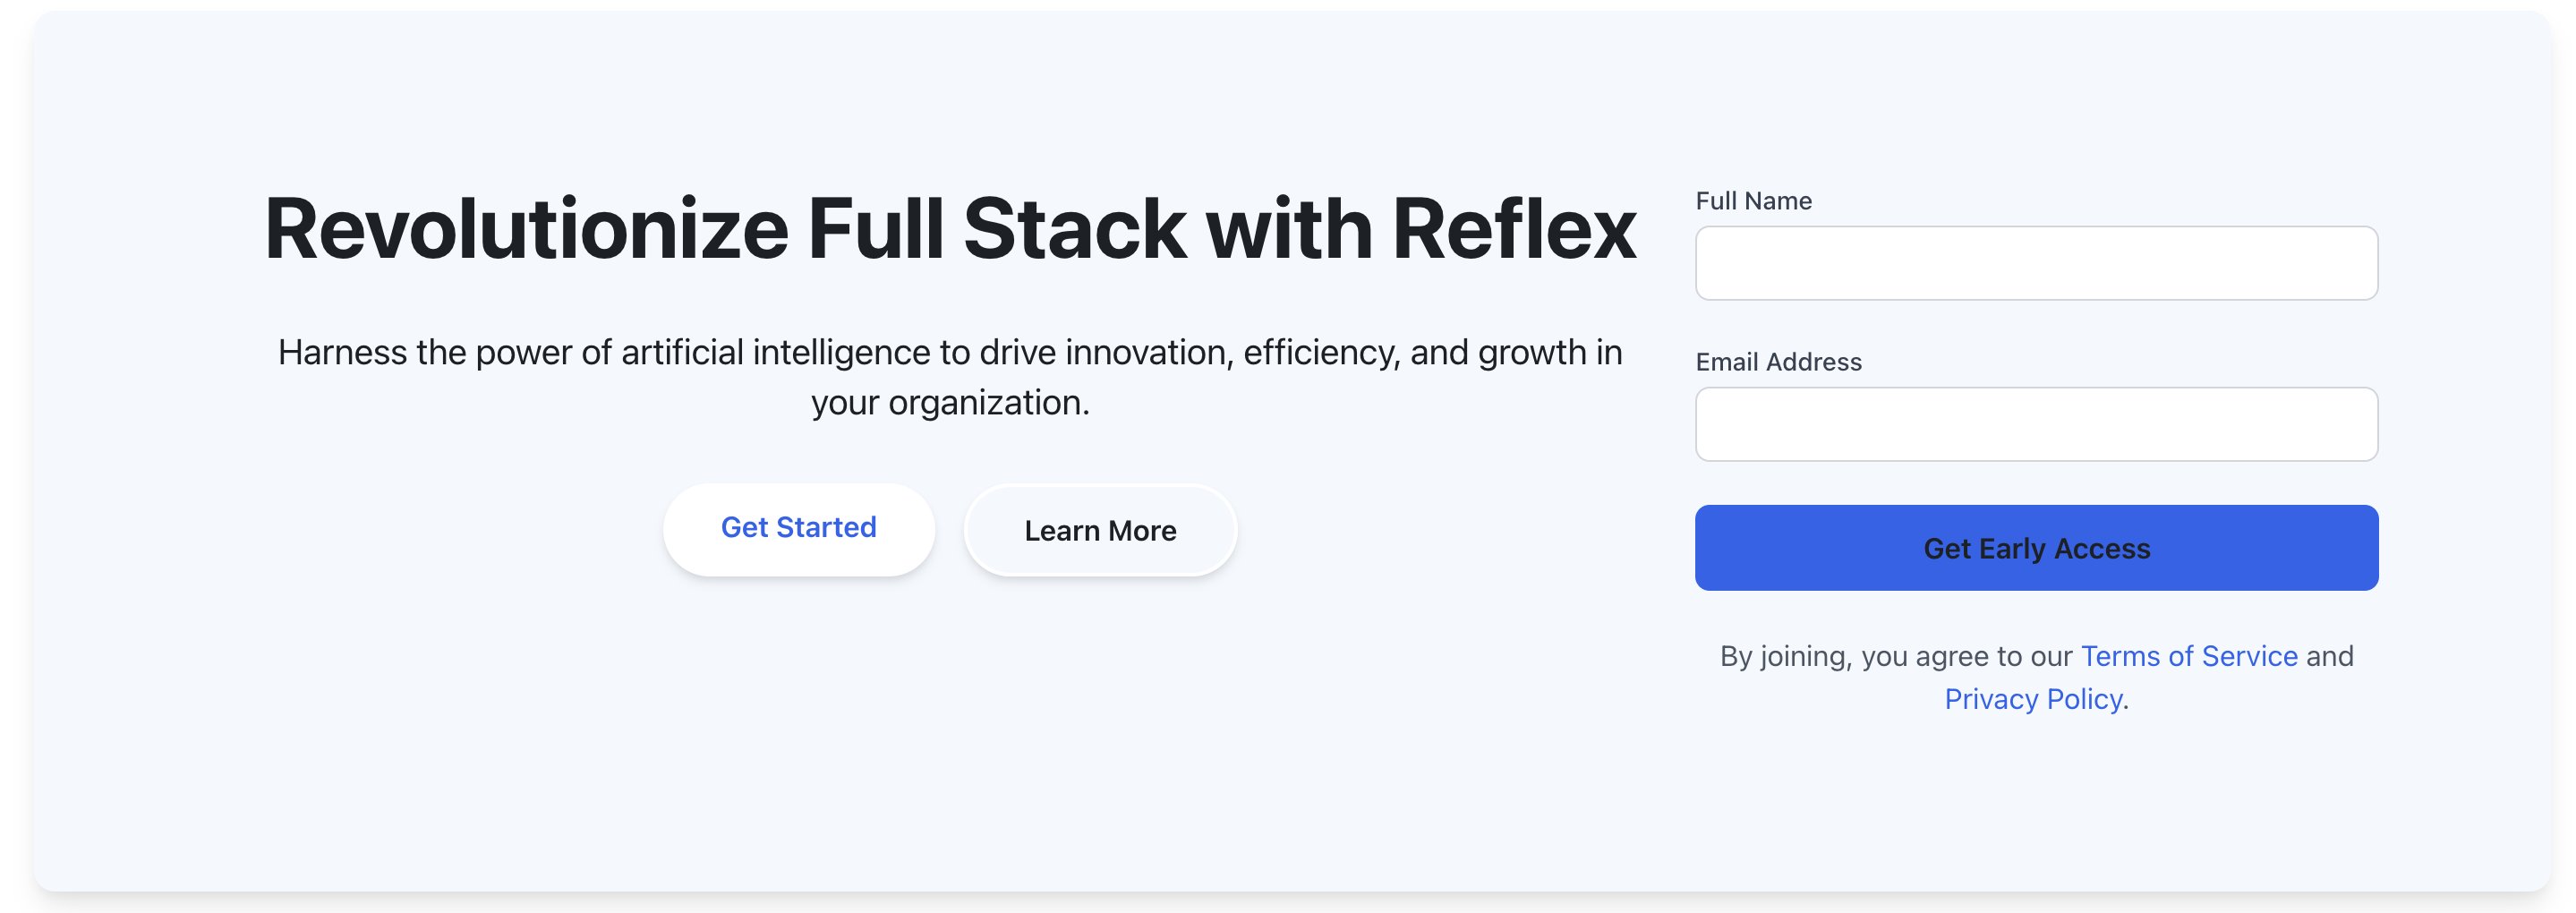 Revolutionize Full Stack with Reflex
Harness the power of artificial intelligence to drive innovation, efficiency, and growth in
your organization.
Get Started
Learn More
Full Name
Email Address
Get Early Access
By joining, you agree to our Terms of Service and
Privacy Policy.